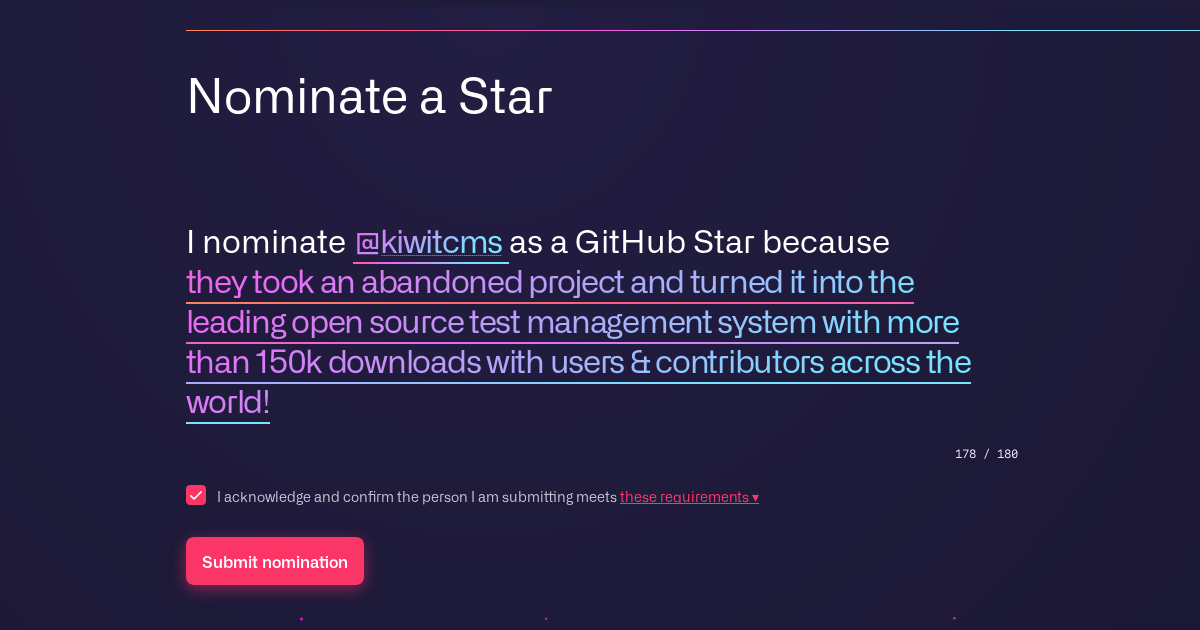 Nominate a Star
I nominate @kiwitcms as a GitHub Star because
they took an abandoned project and turned it into the
leading open source test management system with more
than 150k downloads with users & contributors across the
world!
178 / 180
I acknowledge and confirm the person I am submitting meets these requirements ▾
Submit nomination